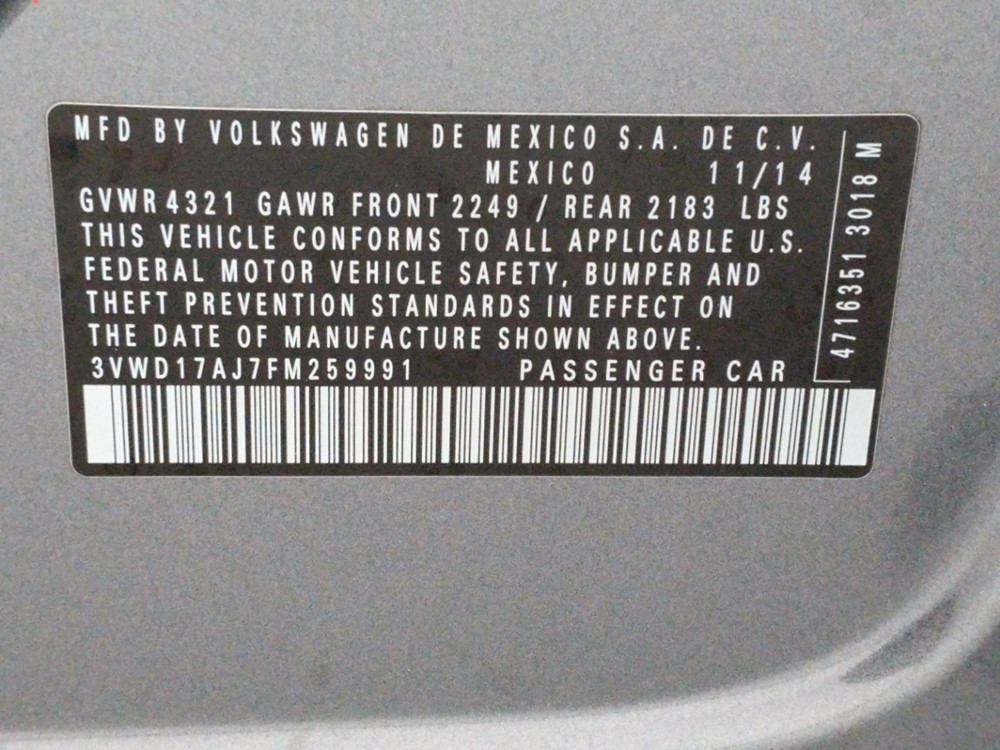 MFD BY VOLKSWAGEN DE MEXICO S.A. DE C.V.
MEXICO 11/14
GVWR 4321 GAWR FRONT 2249 / REAR 2183 LBS
THIS VEHICLE CONFORMS TO ALL APPLICABLE U.S.
FEDERAL MOTOR VEHICLE SAFETY, BUMPER AND
THEFT PREVENTION STANDARDS IN EFFECT ON
THE DATE OF MANUFACTURE SHOWN ABOVE.
3VWD17AJ7FM259991 PASSENGER CAR
4716351 3018 M